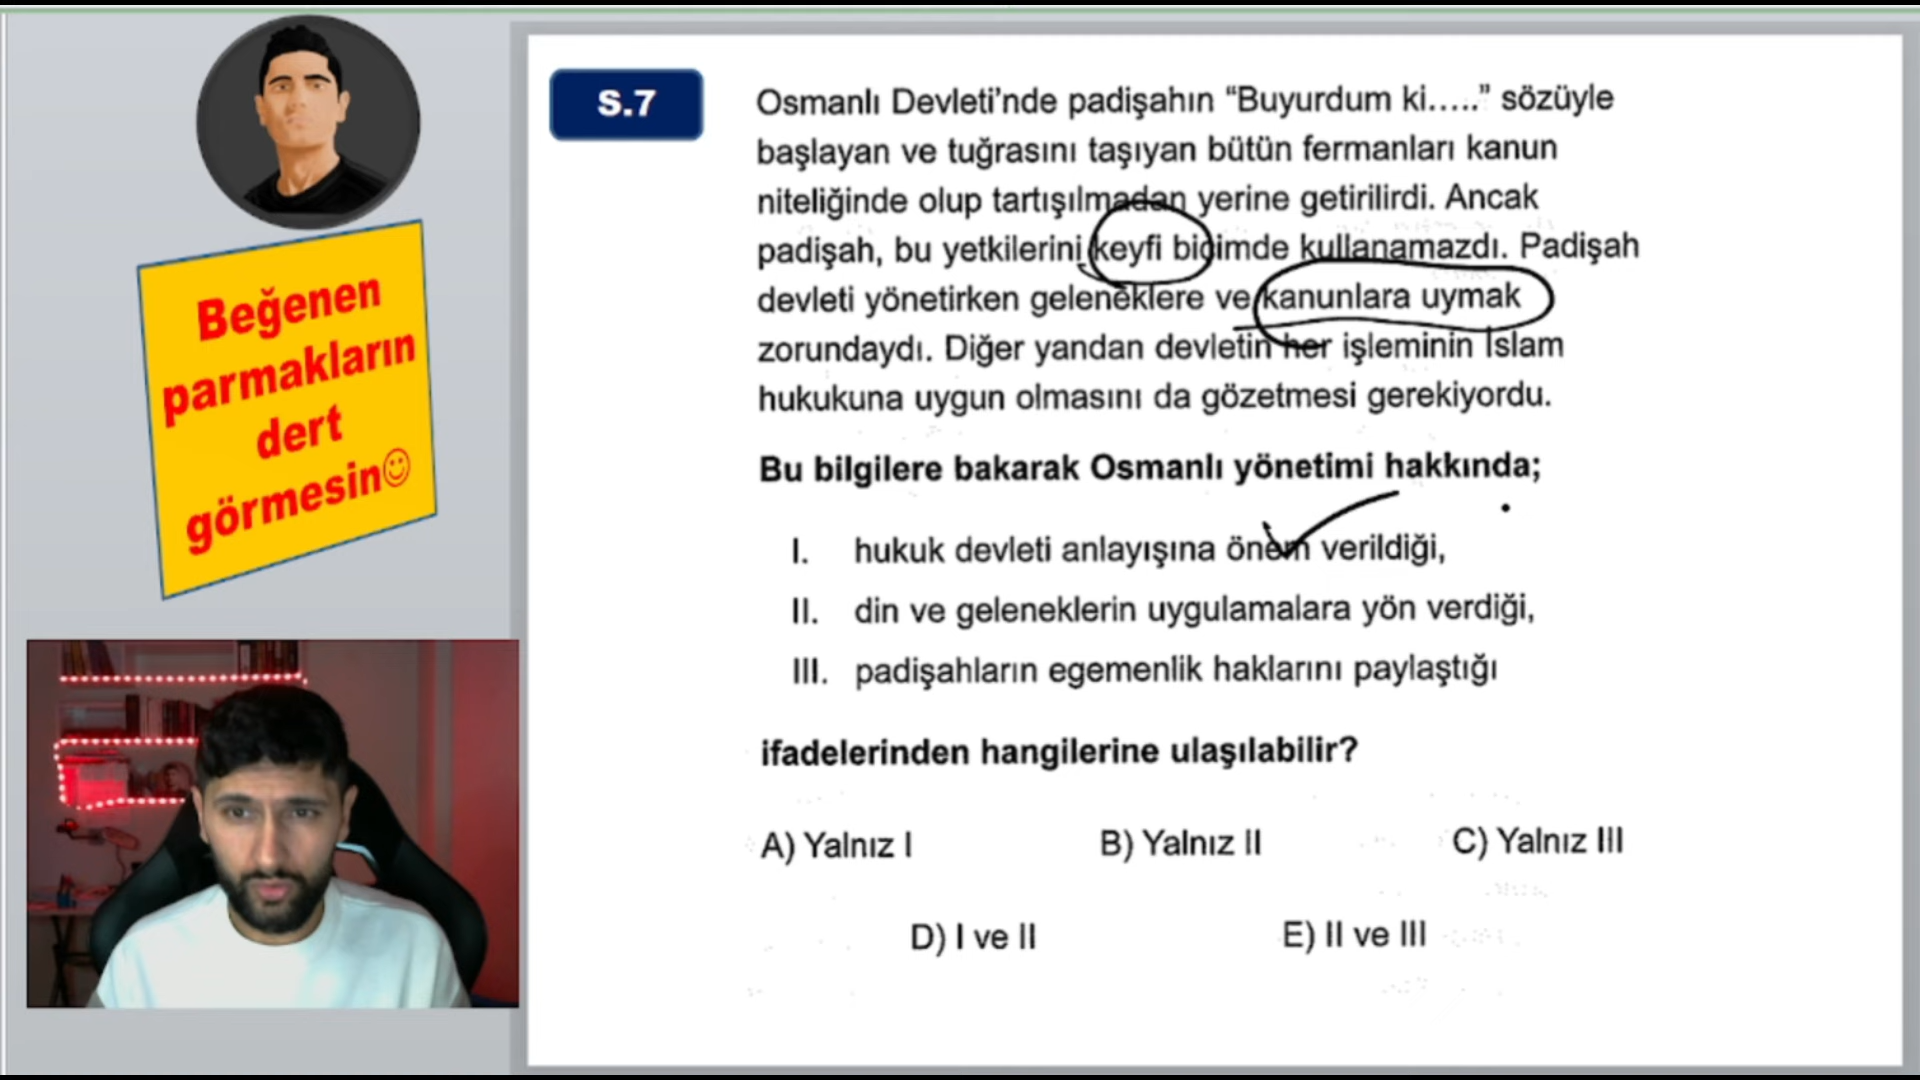 Beğenen
parmakların
dert
görmesin☺
S.7
Osmanlı Devleti’nde padişahın “Buyurdum ki.....” sözüyle
başlayan ve tuğrasını taşıyan bütün fermanları kanun
niteliğinde olup tartışılmadan yerine getirilirdi. Ancak
padişah, bu yetkilerini keyfi biçimde kullanamazdı. Padişah
devleti yönetirken geleneklere ve kanunlara uymak
zorundaydı. Diğer yandan devletin her işleminin İslam
hukukuna uygun olmasını da gözetmesi gerekiyordu.
Bu bilgilere bakarak Osmanlı yönetimi hakkında;
I. hukuk devleti anlayışına önem verildiği,
II. din ve geleneklerin uygulamalara yön verdiği,
III. padişahların egemenlik haklarını paylaştığı
ifadelerinden hangilerine ulaşılabilir?
A) Yalnız I B) Yalnız II C) Yalnız III
D) I ve II E) II ve III